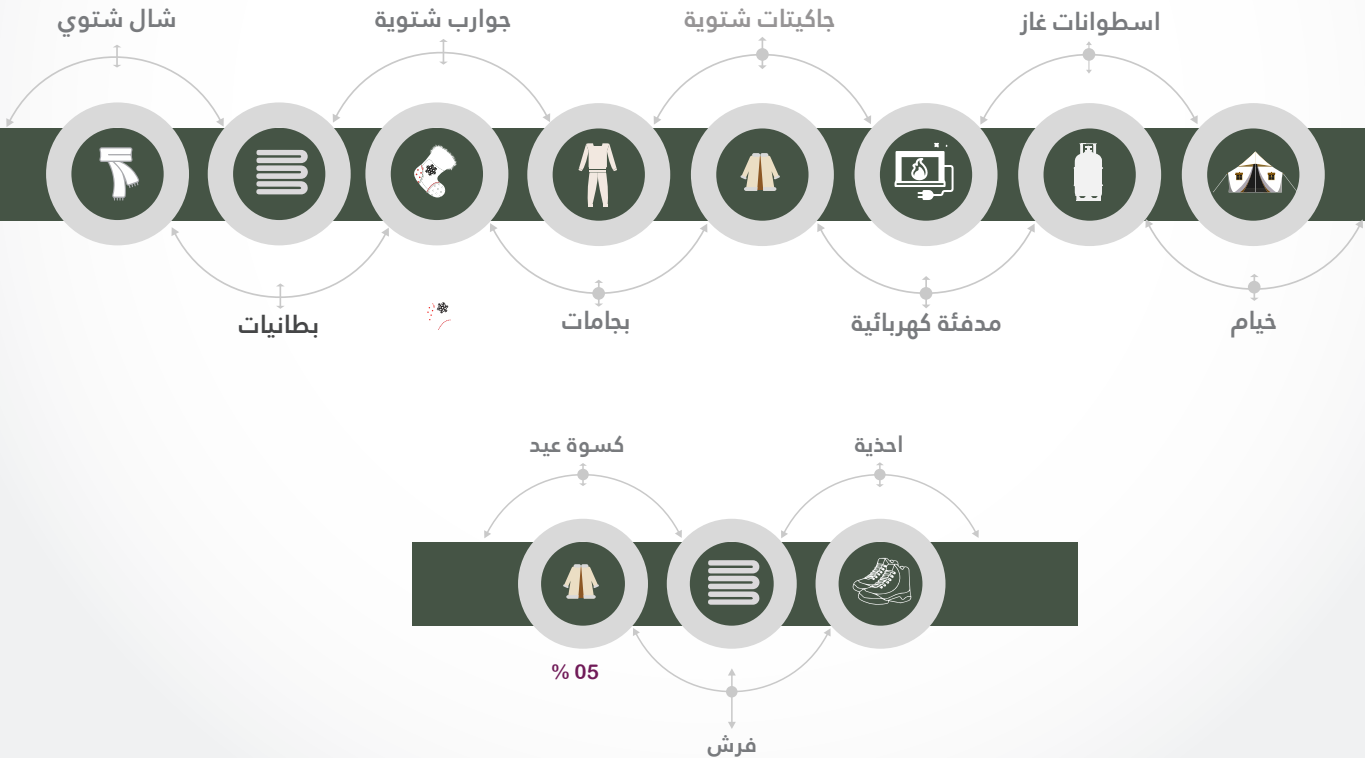 اسطوانات غاز
جاكيتات شتوية
جوارب شتوية
شال شتوي
خيام
مدفئة كهربائية
بجامات
بطانيات
احذية
كسوة عيد
% 05
فرش